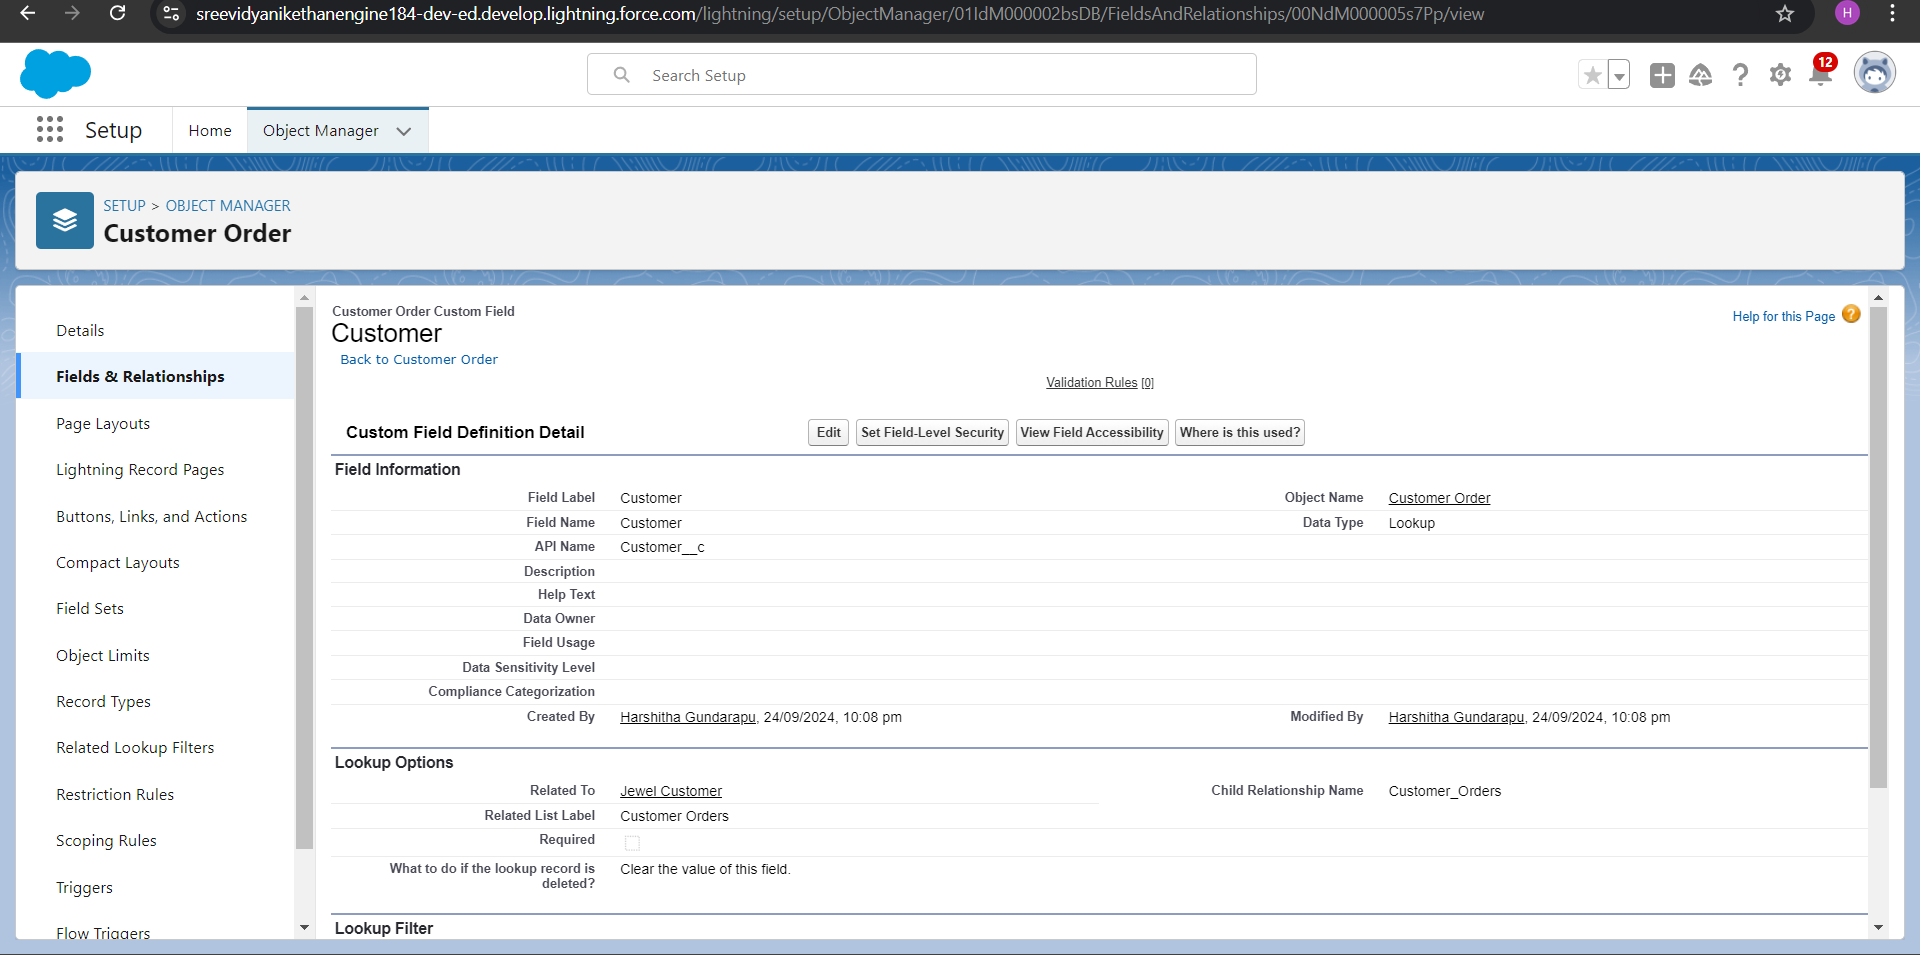 sreevidyanikethanengine184-dev-ed.develop.lightning.force.com/lightning/setup/ObjectManager/01IdM000002bsDB/FieldsAndRelationships/00NdM000005s7Pp/view
H
Search Setup
12
Setup
Home
Object Manager
SETUP > OBJECT MANAGER
Customer Order
Details
Fields & Relationships
Page Layouts
Lightning Record Pages
Buttons, Links, and Actions
Compact Layouts
Field Sets
Object Limits
Record Types
Related Lookup Filters
Restriction Rules
Scoping Rules
Triggers
Flow Triggers
Customer Order Custom Field
Customer
Back to Customer Order
Help for this Page
Validation Rules [0]
Custom Field Definition Detail
Edit
Set Field-Level Security
View Field Accessibility
Where is this used?
Field Information
Field Label Customer Object Name Customer Order
Field Name Customer Data Type Lookup
API Name Customer__c
Description
Help Text
Data Owner
Field Usage
Data Sensitivity Level
Compliance Categorization
Created By Harshitha Gundarapu, 24/09/2024, 10:08 pm Modified By Harshitha Gundarapu, 24/09/2024, 10:08 pm
Lookup Options
Related To Jewel Customer Child Relationship Name Customer_Orders
Related List Label Customer Orders
Required
What to do if the lookup record is deleted? Clear the value of this field.
Lookup Filter